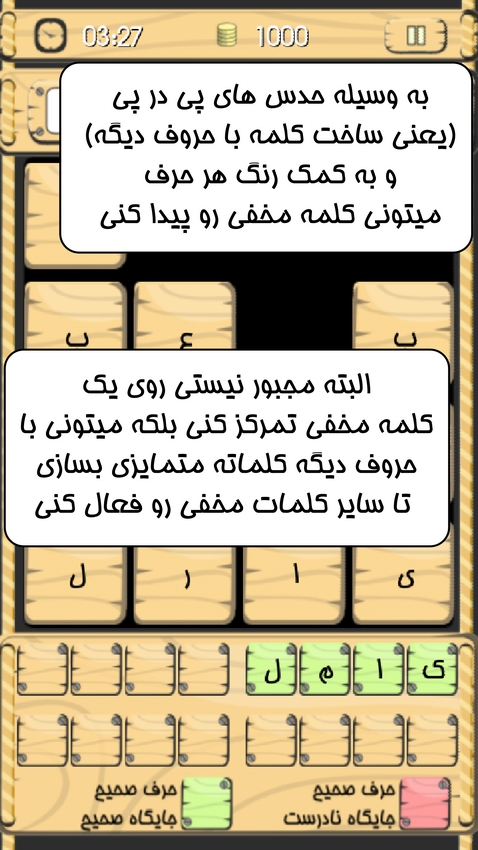 03:27 1000
به وسیله حدس های پی در پی
(یعنی ساخت کلمه با حروف دیگه)
و به کمک رنگ هر حرف
میتونی کلمه مخفی رو پیدا کنی
ب ع ب
البته مجبور نیستی روی یک
کلمه مخفی تمرکز کنی بلکه میتونی با
حروف دیگه کلماته متمایزی بسازی
تا سایر کلمات مخفی رو فعال کنی
ی ا ر ل
ک ا م ل
حرف صحیح
جایگاه نادرست
حرف صحیح
جایگاه صحیح